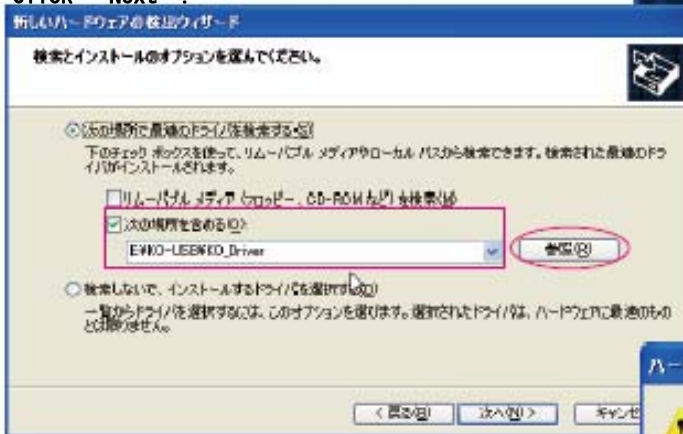 Click "Next".
新しいハードウェアの検出ウィザード
検索とインストールのオプションを選んでください。
次の場所で最適のドライバを検索する(S)
下のチェック ボックスを使って、リムーバブル メディアやローカル パスから検索できます。検索された最適のドラ
イバがインストールされます。
リムーバブル メディア (フロッピー、CD-ROM など) を検索(M)
次の場所を含める(O)
E¥KO-USB¥KO_Driver
参照(R)
検索しないで、インストールするドライバを選択する(D)
一覧からドライバを選択するには、このオプションを選びます。選択されたドライバは、ハードウェアに最適のもの
とは限りません。
< 戻る(B)
次へ(N) >
キャンセ
ハー